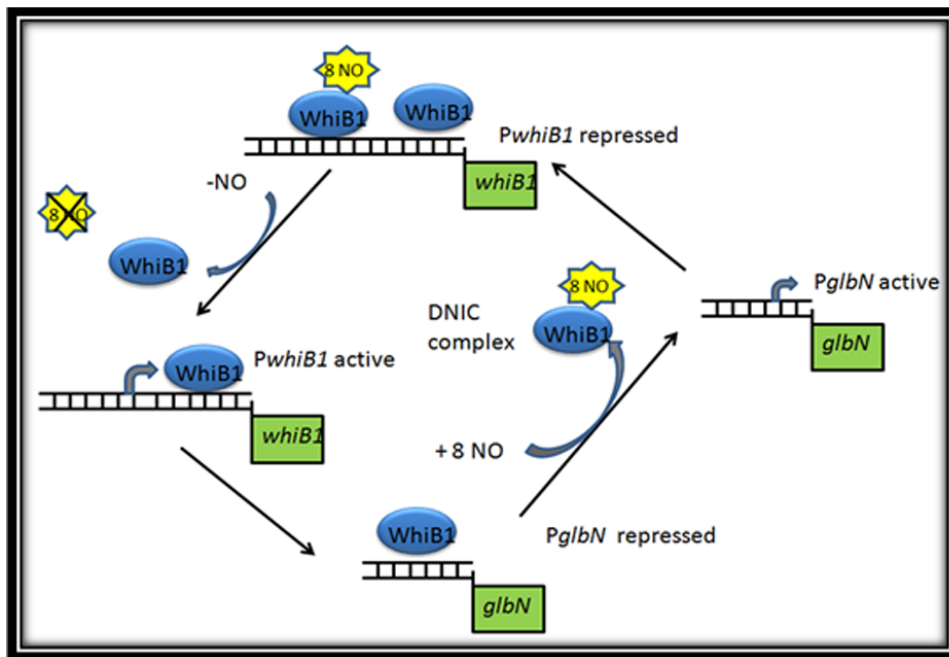 8 NO
WhiB1
WhiB1
PwhiB1 repressed
whiB1
-NO
8 NO
WhiB1
8 NO
WhiB1
DNIC
complex
PglbN active
glbN
PwhiB1 active
WhiB1
whiB1
+ 8 NO
WhiB1
PglbN repressed
glbN